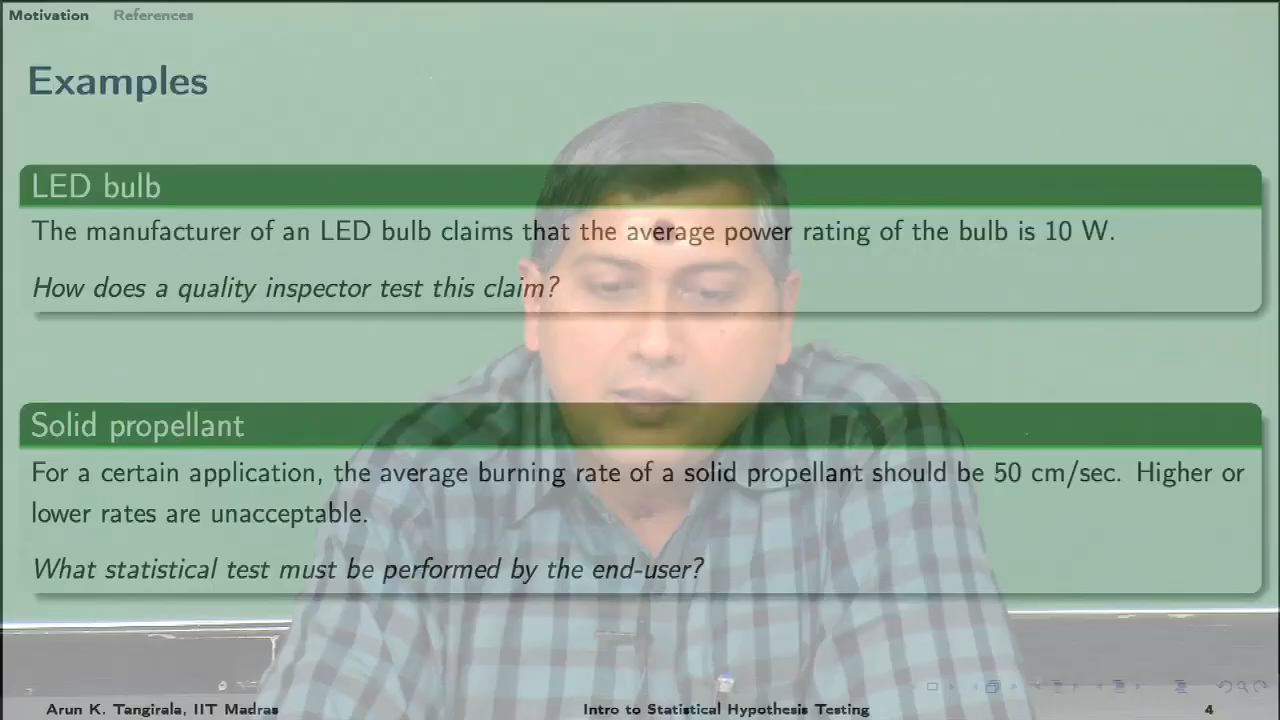 Motivation References
Examples
LED bulb
The manufacturer of an LED bulb claims that the average power rating of the bulb is 10 W.
How does a quality inspector test this claim?
Solid propellant
For a certain application, the average burning rate of a solid propellant should be 50 cm/sec. Higher or
lower rates are unacceptable.
What statistical test must be performed by the end-user?
Arun K. Tangirala, IIT Madras Intro to Statistical Hypothesis Testing 4